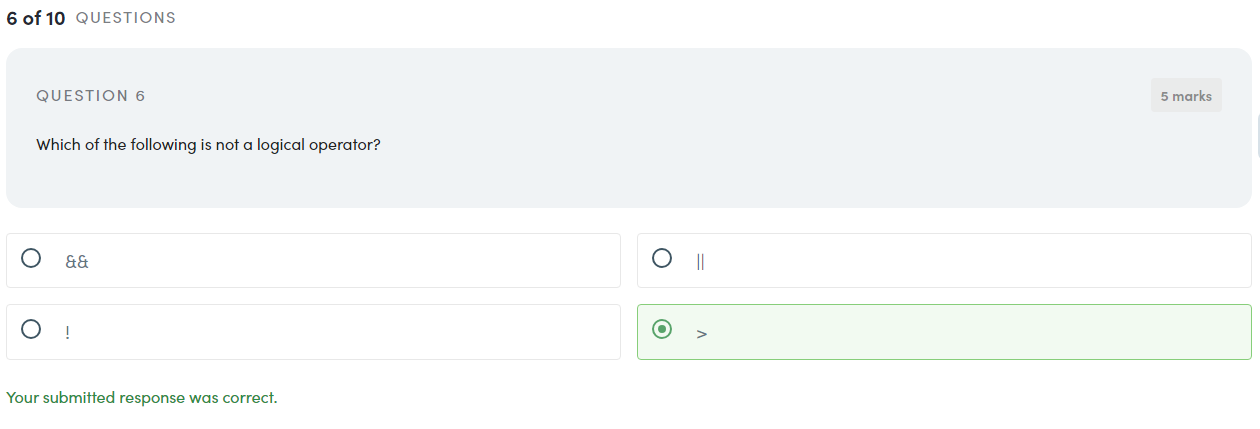 6 of 10 QUESTIONS
QUESTION 6
5 marks
Which of the following is not a logical operator?
&&
||
!
>
Your submitted response was correct.